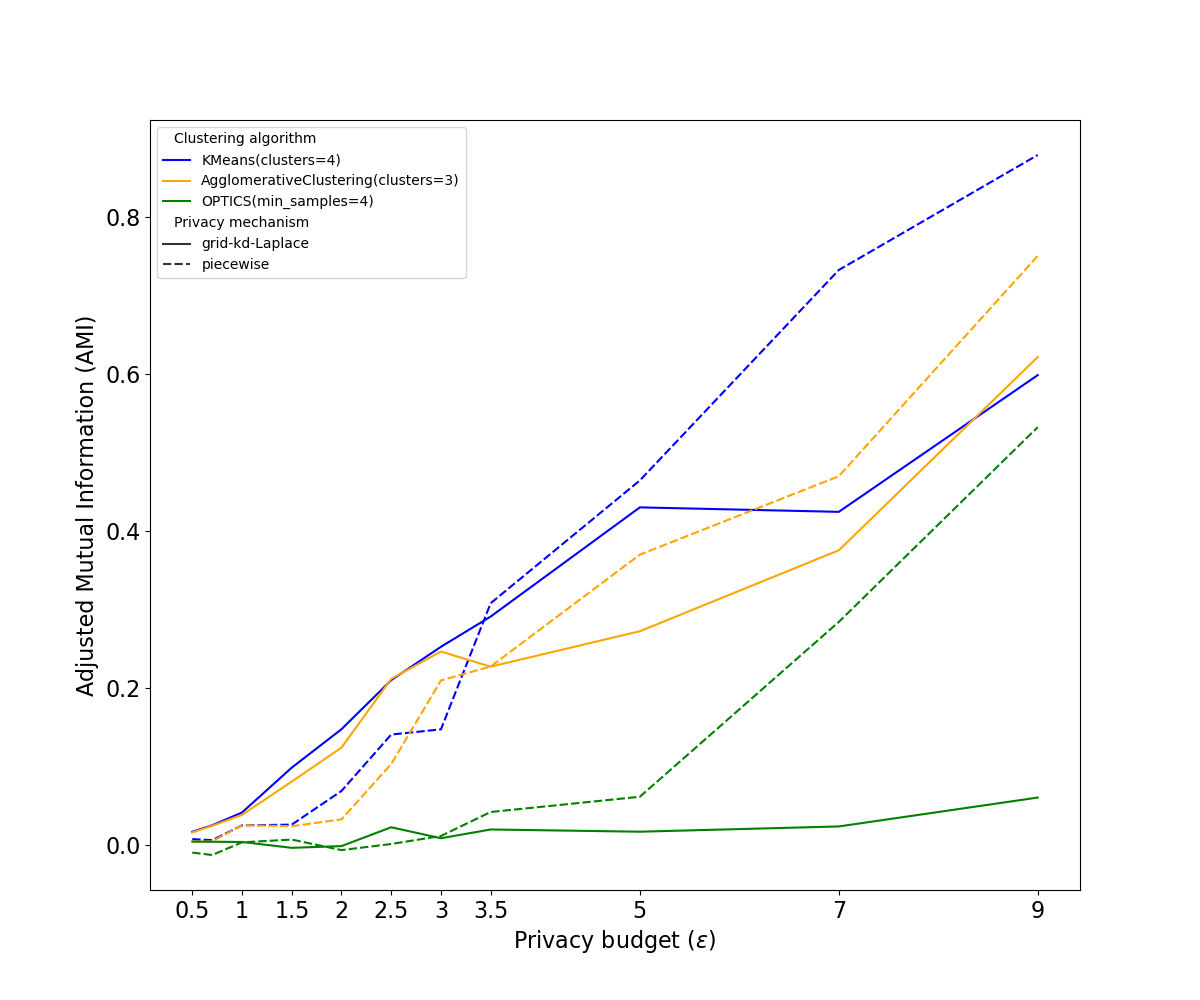 Clustering algorithm
KMeans(clusters=4)
AgglomerativeClustering(clusters=3)
OPTICS(min_samples=4)
Privacy mechanism
grid-kd-Laplace
piecewise
0.8
0.6
0.4
0.2
0.0
Adjusted Mutual Information (AMI)
0.5 1 1.5 2 2.5 3 3.5 5 7 9
Privacy budget (ε)